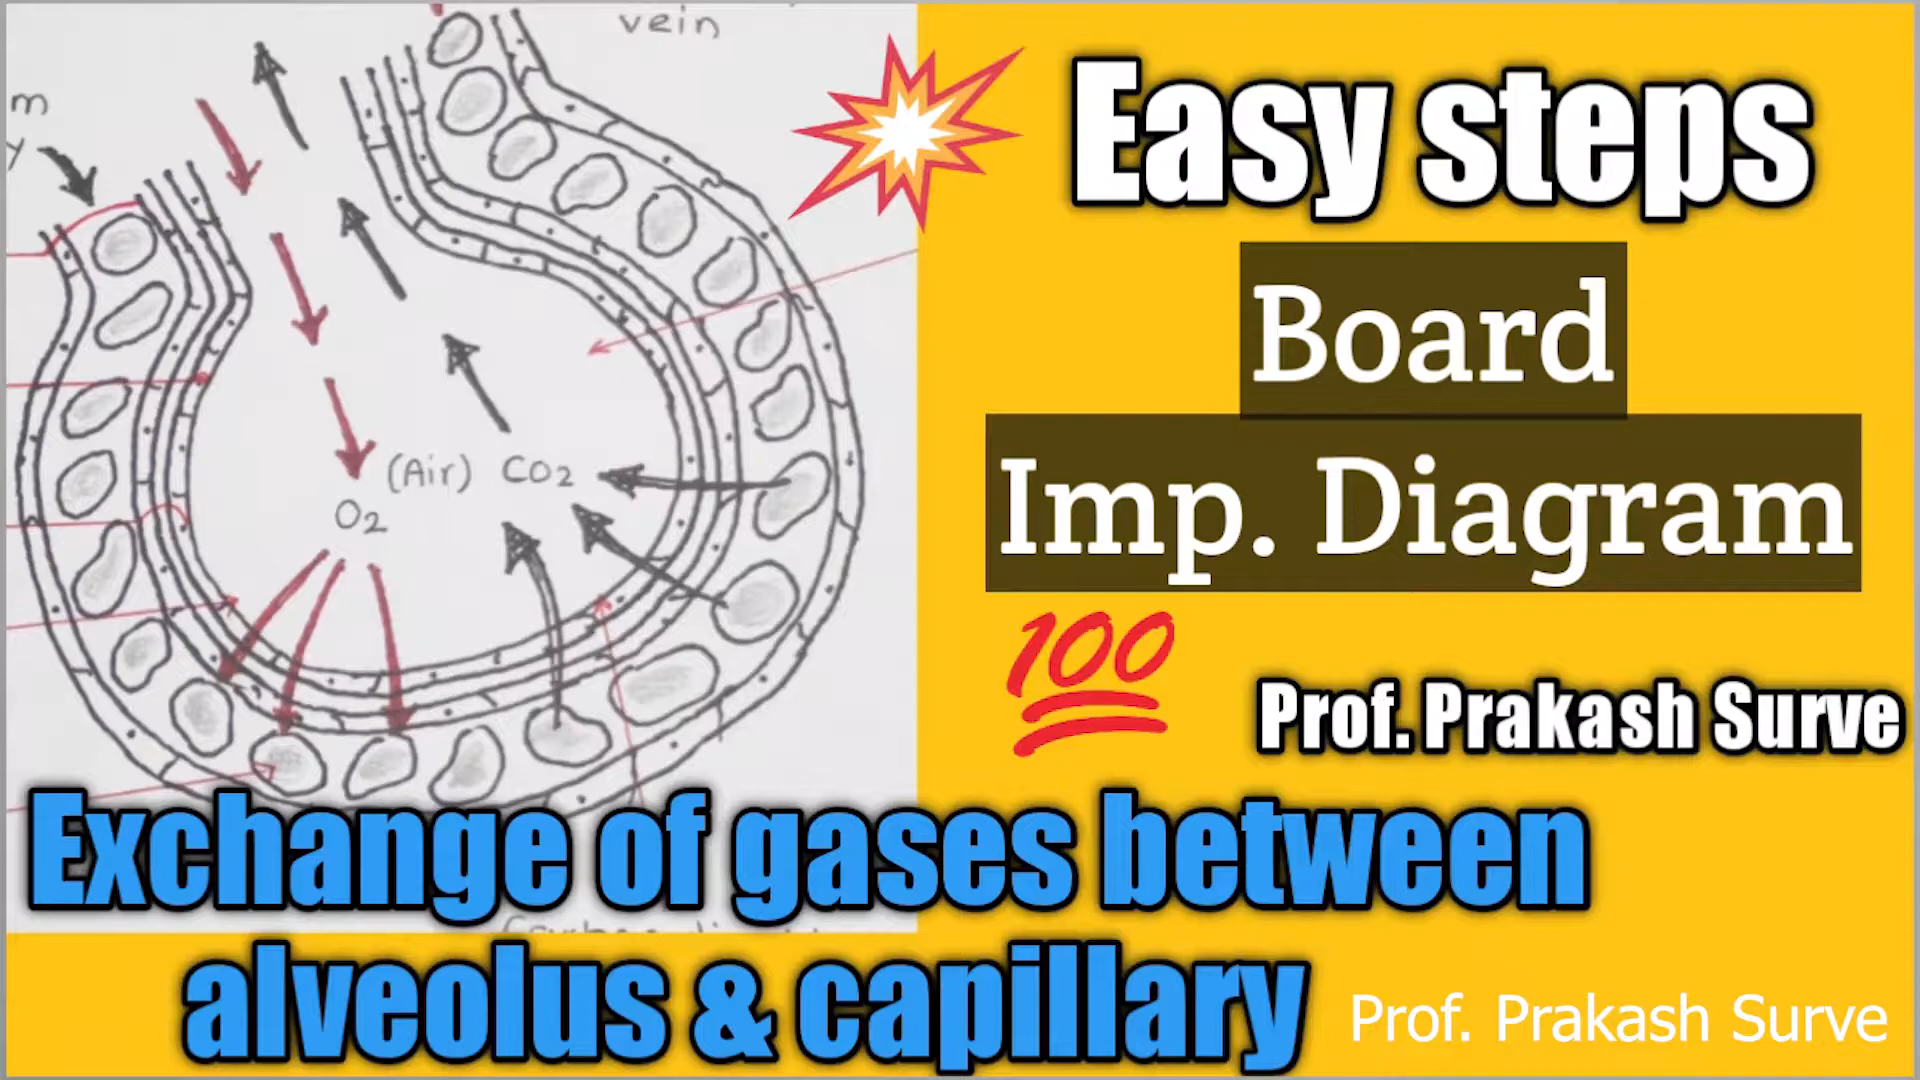 vein
m
y
(Air) CO2
O2
Easy steps
Board
Imp. Diagram
100
Prof. Prakash Surve
Exchange of gases between
alveolus & capillary
Prof. Prakash Surve